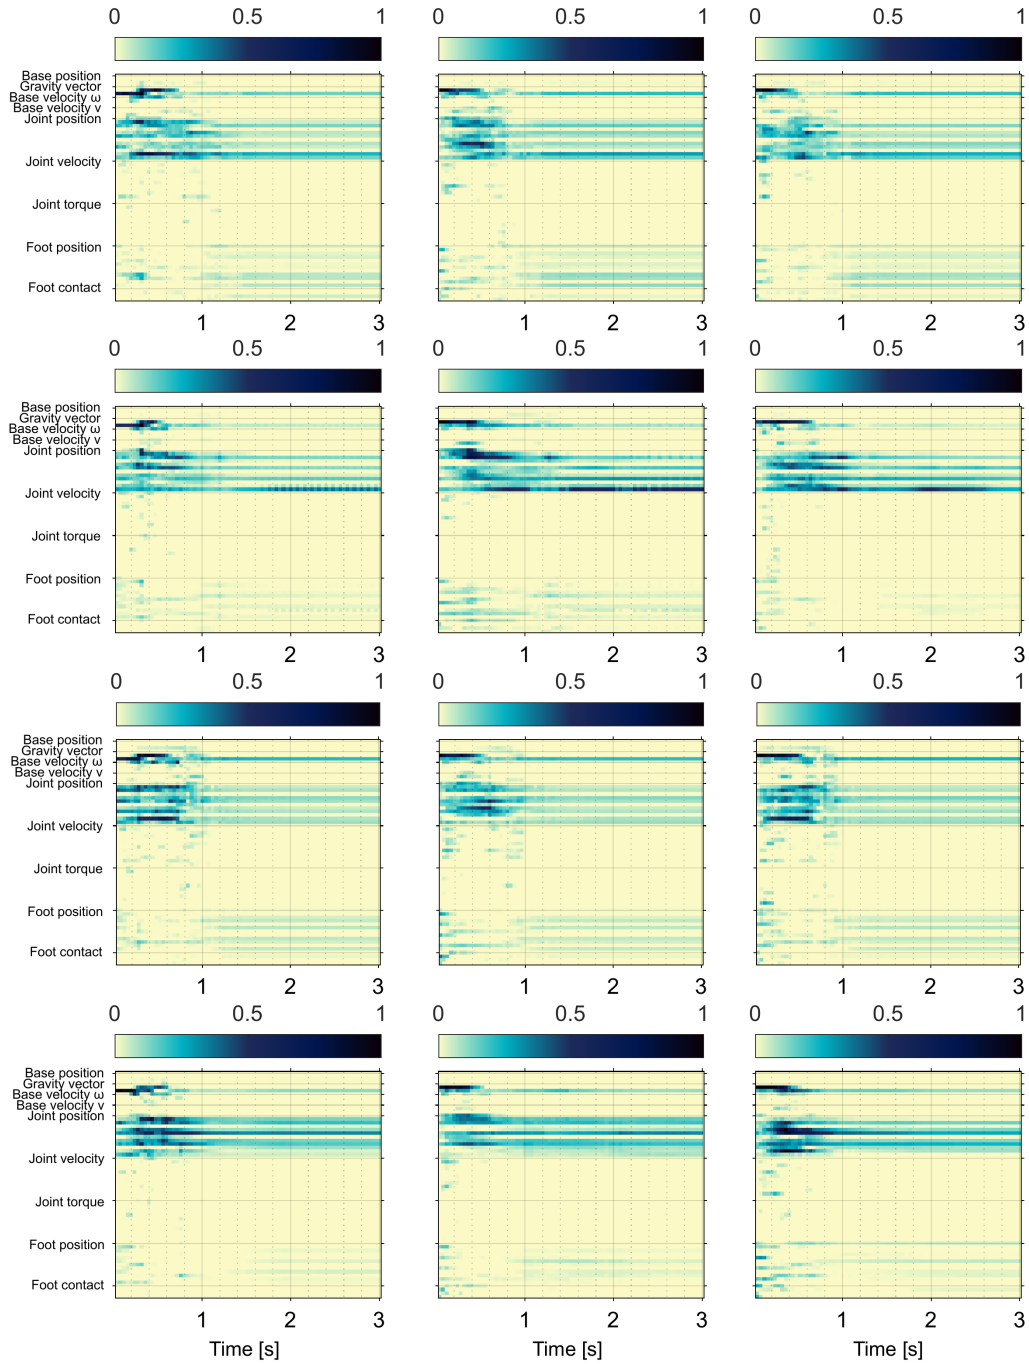 0 0.5 1 0 0.5 1 0 0.5 1
Base position
Gravity vector
Base velocity ω
Base velocity v
Joint position
Joint velocity
Joint torque
Foot position
Foot contact
1 2 3 1 2 3 1 2 3
0 0.5 1 0 0.5 1 0 0.5 1
Base position
Gravity vector
Base velocity ω
Base velocity v
Joint position
Joint velocity
Joint torque
Foot position
Foot contact
1 2 3 1 2 3 1 2 3
0 0.5 1 0 0.5 1 0 0.5 1
Base position
Gravity vector
Base velocity ω
Base velocity v
Joint position
Joint velocity
Joint torque
Foot position
Foot contact
1 2 3 1 2 3 1 2 3
0 0.5 1 0 0.5 1 0 0.5 1
Base position
Gravity vector
Base velocity ω
Base velocity v
Joint position
Joint velocity
Joint torque
Foot position
Foot contact
1 2 3 1 2 3 1 2 3
Time [s] Time [s] Time [s]